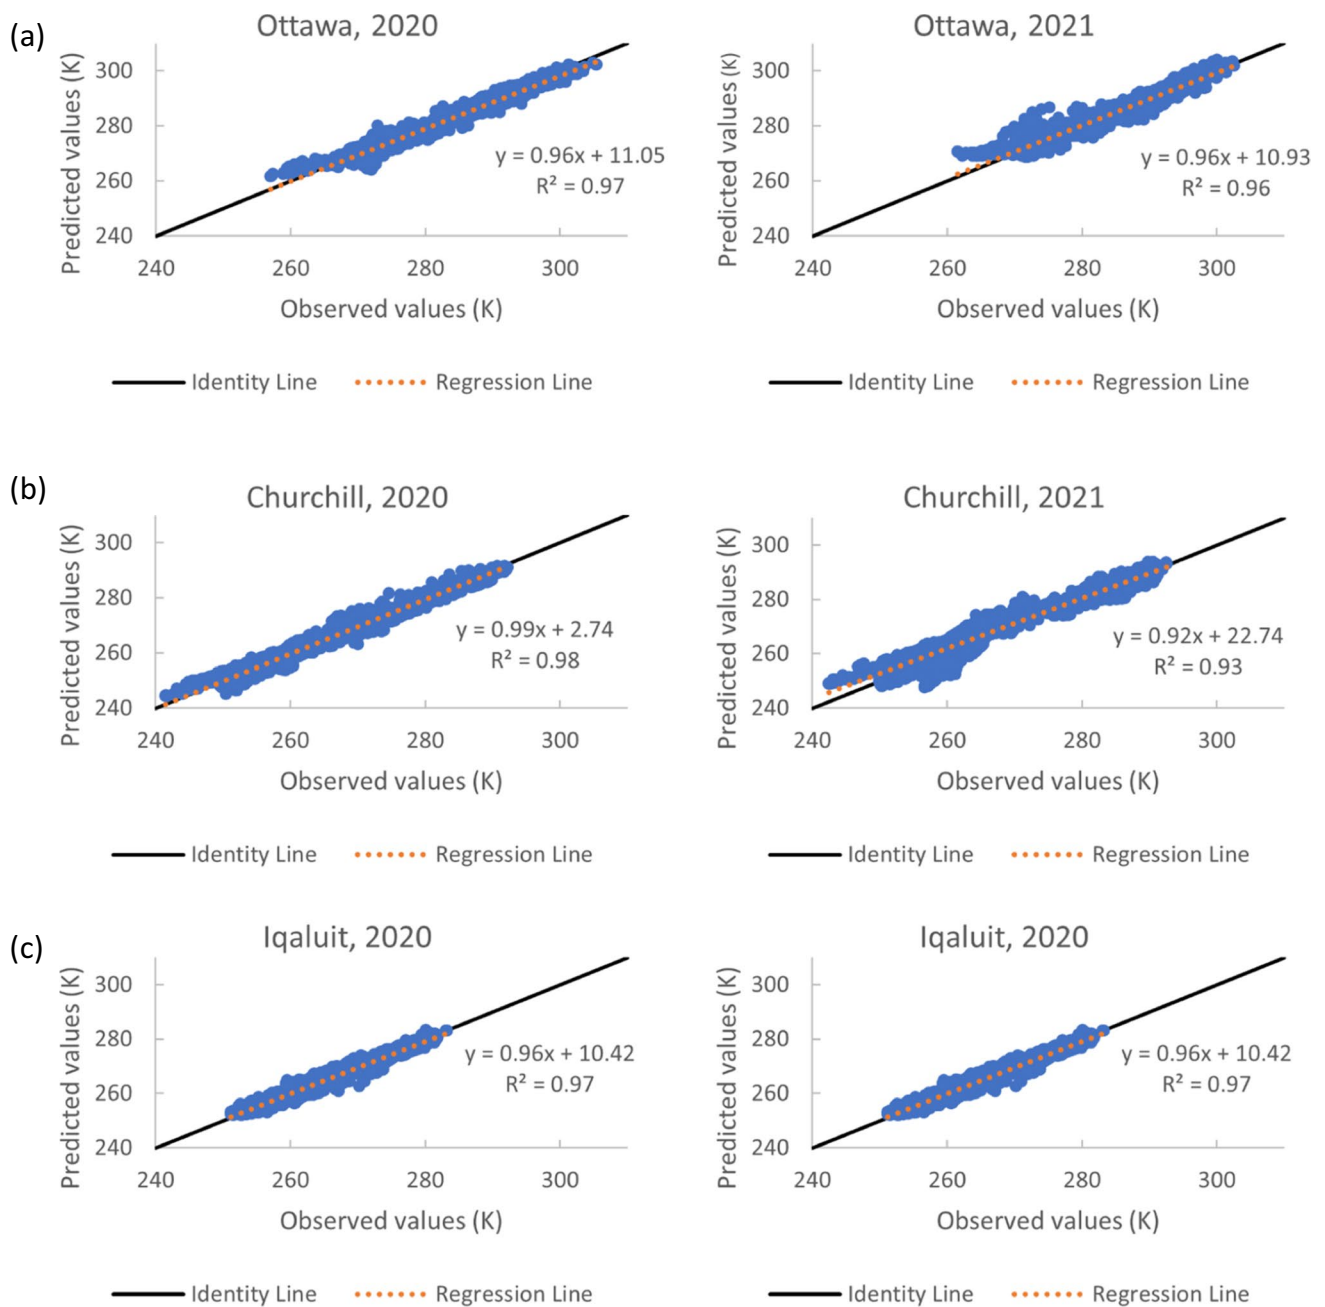 (a)
Ottawa, 2020
Predicted values (K)
300
280
260
240
y = 0.96x + 11.05
R² = 0.97
240 260 280 300
Observed values (K)
Identity Line Regression Line
Ottawa, 2021
Predicted values (K)
300
280
260
240
y = 0.96x + 10.93
R² = 0.96
240 260 280 300
Observed values (K)
Identity Line Regression Line
(b)
Churchill, 2020
Predicted values (K)
300
280
260
240
y = 0.99x + 2.74
R² = 0.98
240 260 280 300
Observed values (K)
Identity Line Regression Line
Churchill, 2021
Predicted values (K)
300
280
260
240
y = 0.92x + 22.74
R² = 0.93
240 260 280 300
Observed values (K)
Identity Line Regression Line
(c)
Iqaluit, 2020
Predicted values (K)
300
280
260
240
y = 0.96x + 10.42
R² = 0.97
240 260 280 300
Observed values (K)
Identity Line Regression Line
Iqaluit, 2020
Predicted values (K)
300
280
260
240
y = 0.96x + 10.42
R² = 0.97
240 260 280 300
Observed values (K)
Identity Line Regression Line